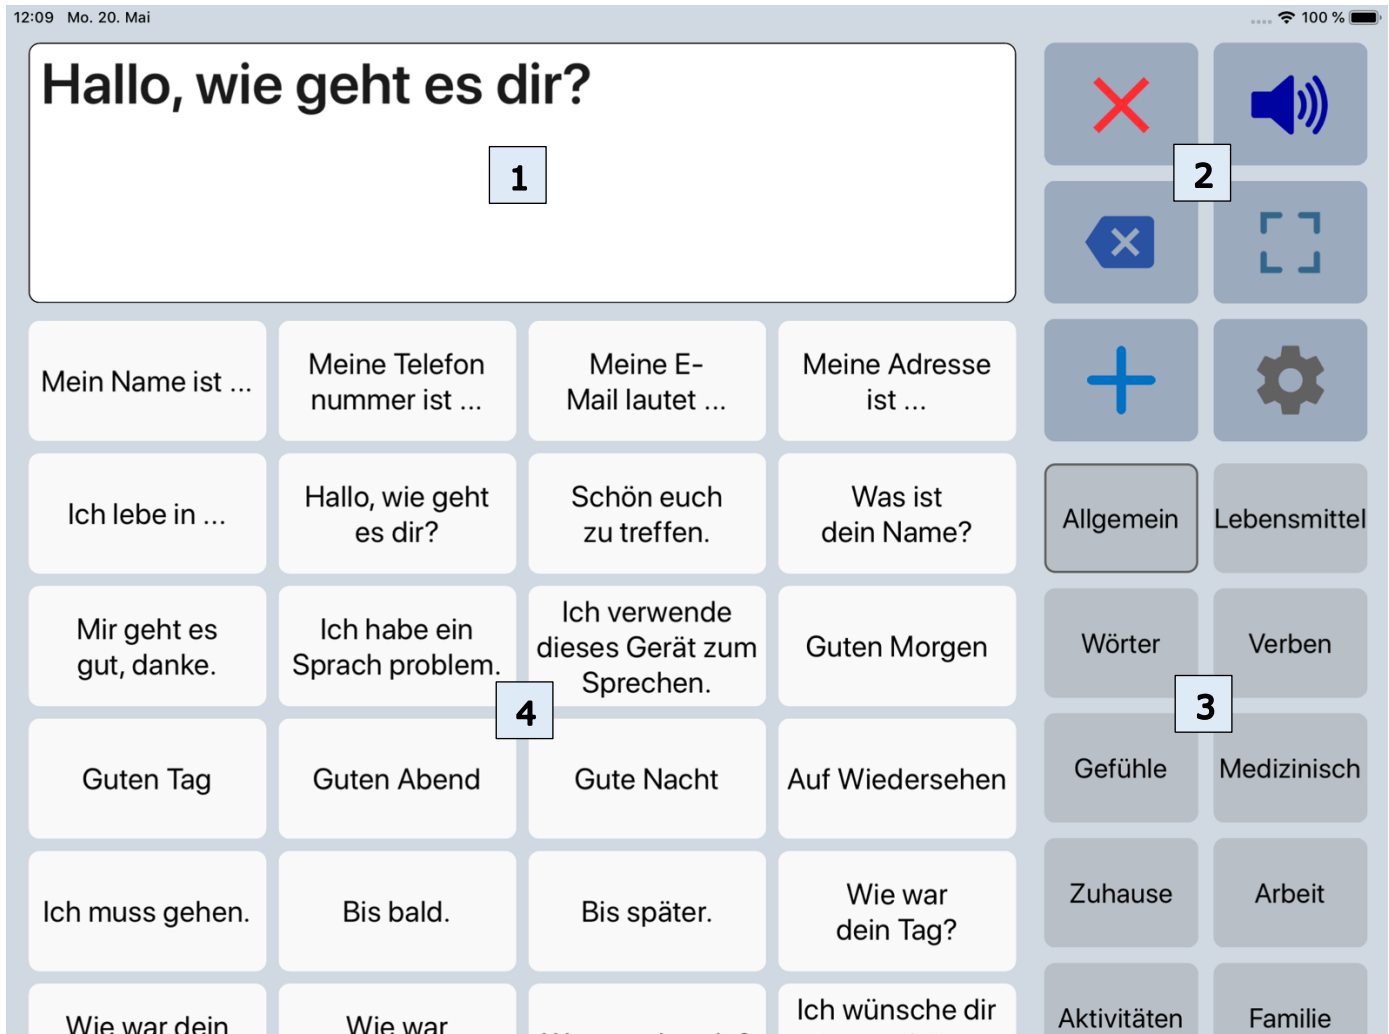 12:09 Mo. 20. Mai
100 %
Hallo, wie geht es dir?
1
2
Mein Name ist ...
Meine Telefon
nummer ist ...
Meine E-
Mail lautet ...
Meine Adresse
ist ...
Ich lebe in ...
Hallo, wie geht
es dir?
Schön euch
zu treffen.
Was ist
dein Name?
Allgemein
Lebensmittel
Mir geht es
gut, danke.
Ich habe ein
Sprach problem.
Ich verwende
dieses Gerät zum
Sprechen.
Guten Morgen
Wörter
Verben
4
3
Guten Tag
Guten Abend
Gute Nacht
Auf Wiedersehen
Gefühle
Medizinisch
Ich muss gehen.
Bis bald.
Bis später.
Wie war
dein Tag?
Zuhause
Arbeit
Wie war dein
Wie war
Ich wünsche dir
Aktivitäten
Familie